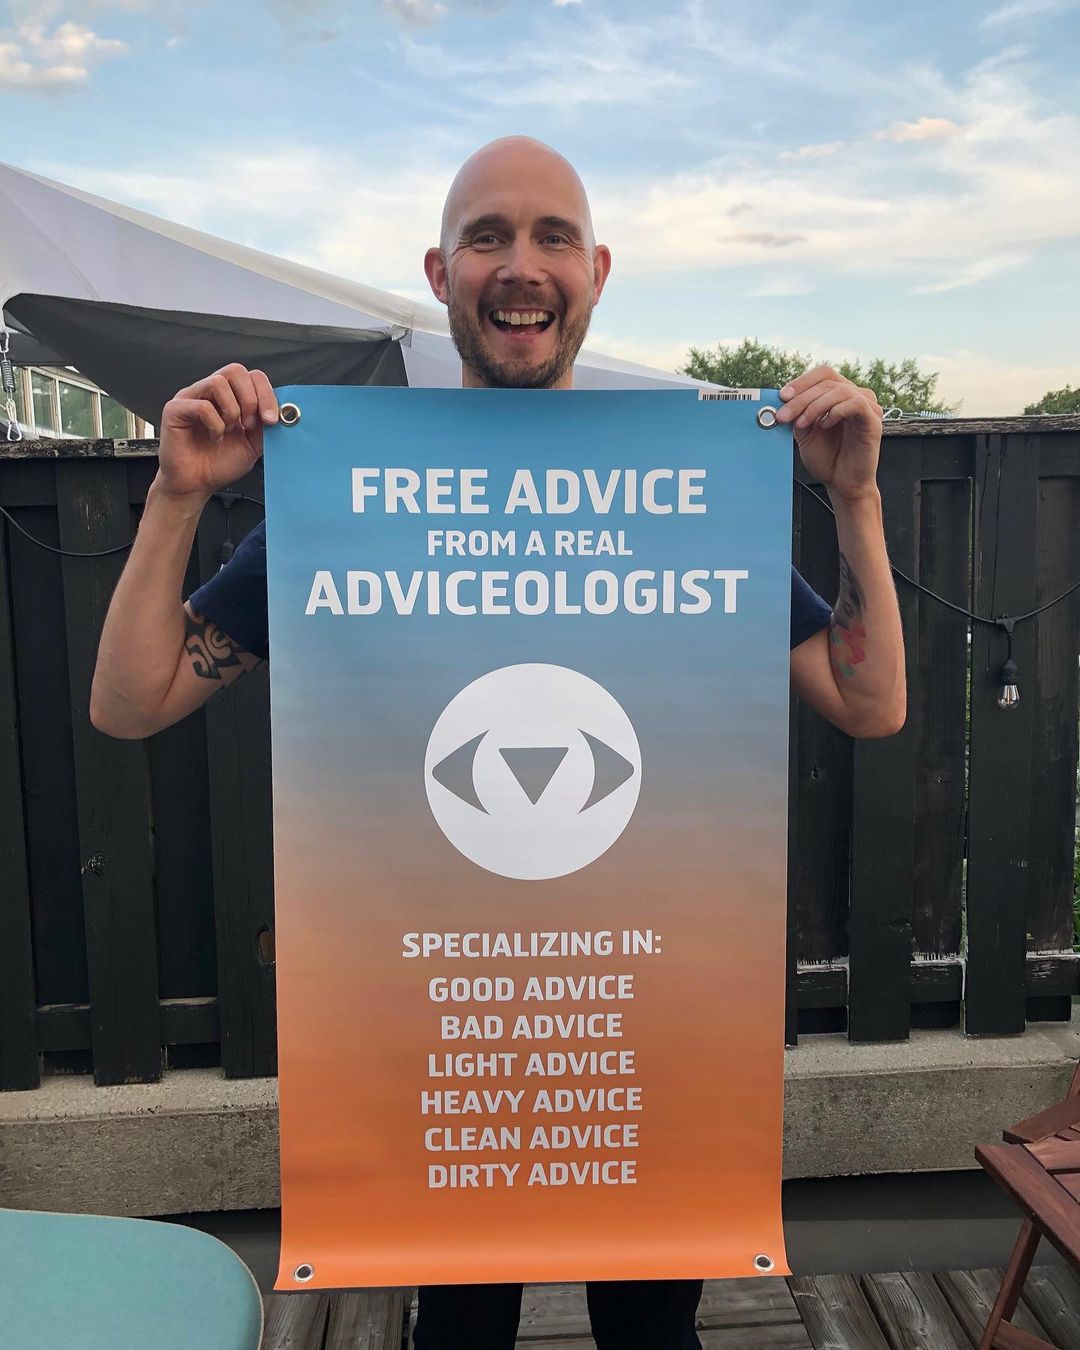 FREE ADVICE
FROM A REAL
ADVICEOLOGIST
SPECIALIZING IN:
GOOD ADVICE
BAD ADVICE
LIGHT ADVICE
HEAVY ADVICE
CLEAN ADVICE
DIRTY ADVICE